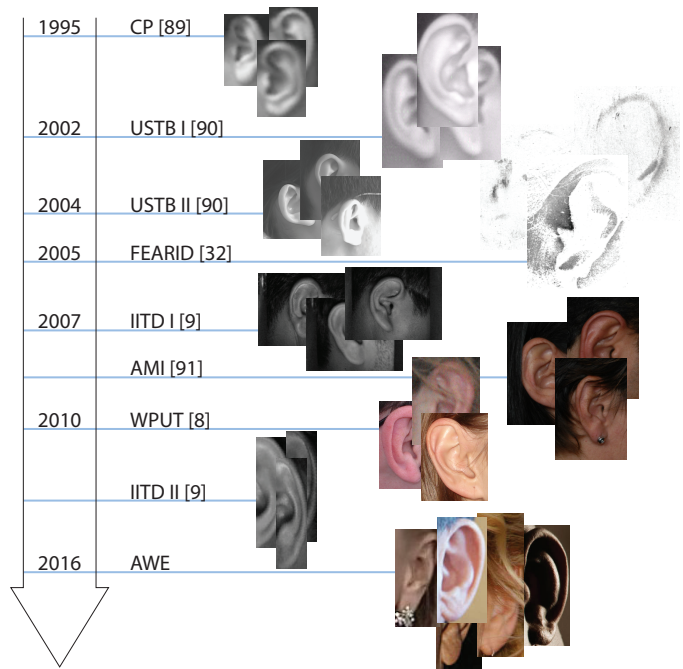 1995 CP [89]
2002 USTB I [90]
2004 USTB II [90]
2005 FEARID [32]
2007 IITD I [9]
AMI [91]
2010 WPUT [8]
IITD II [9]
2016 AWE